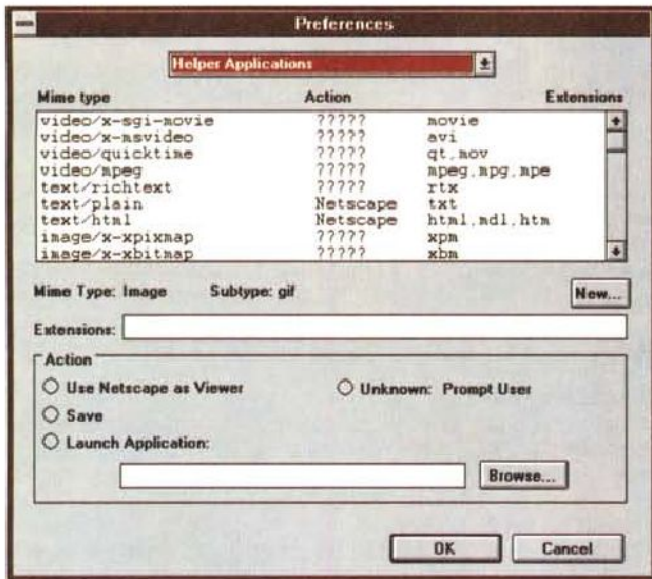 Preferences
Helper Applications
Mime type Action Extensions
video/x-sgi-movie ????? movie
video/x-msvideo ????? avi
video/quicktime ????? qt,mov
video/mpeg ????? mpeg,mpg,mpe
text/richtext ????? rtx
text/plain Netscape txt
text/html Netscape html,mdl,htm
image/x-xpixmap ????? xpm
image/x-xbitmap ????? xbm
Mime Type: Image Subtype: gif New...
Extensions:
Action
Use Netscape as Viewer Unknown: Prompt User
Save
Launch Application:
Browse...
OK Cancel